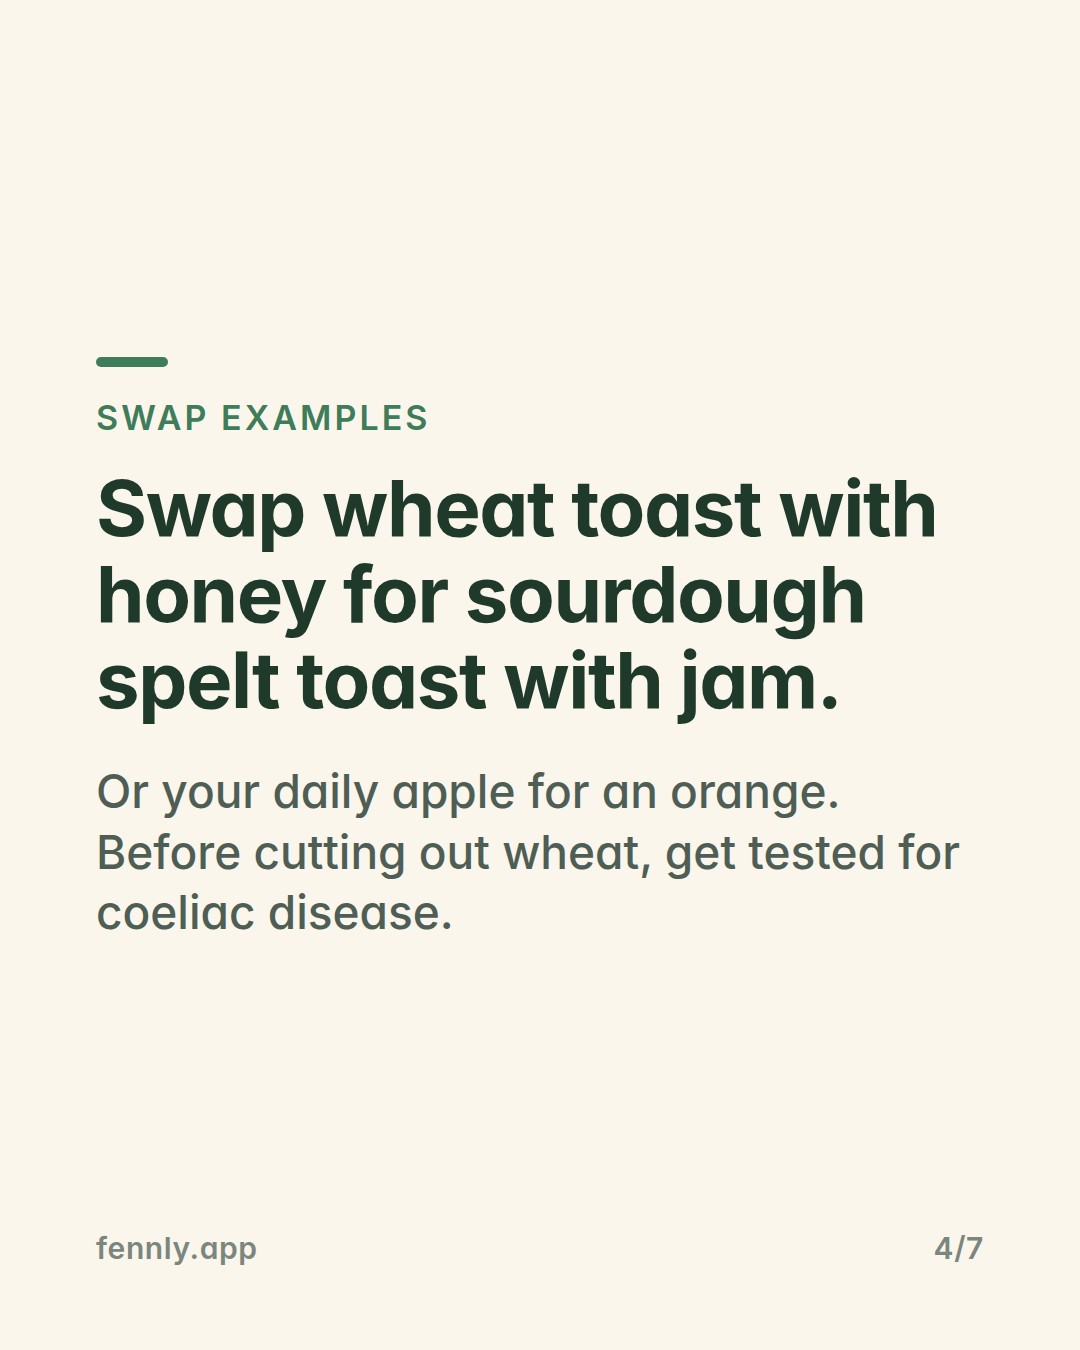 SWAP EXAMPLES
Swap wheat toast with
honey for sourdough
spelt toast with jam.
Or your daily apple for an orange.
Before cutting out wheat, get tested for
coeliac disease.
fennly.app
4/7